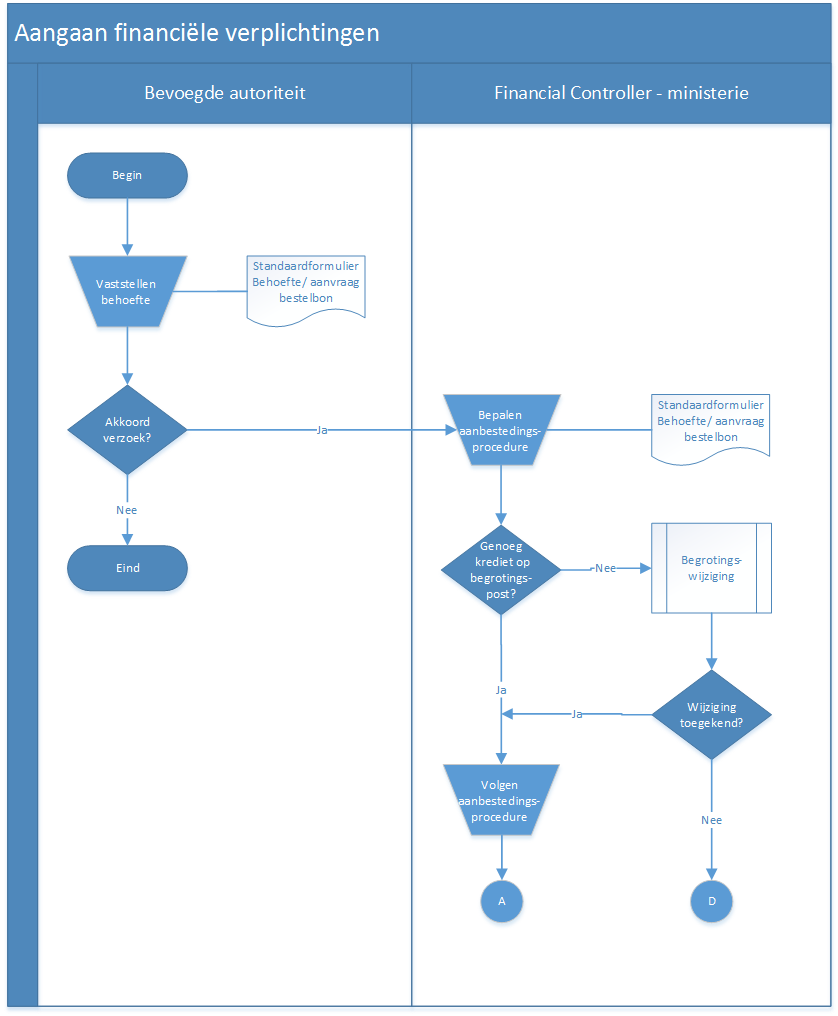 Aangaan financiële verplichtingen
Bevoegde autoriteit
Financial Controller - ministerie
Begin
Vaststellen
behoefte
Standaardformulier
Behoefte/ aanvraag
bestelbon
Akkoord
verzoek?
Ja
Nee
Eind
Bepalen
aanbestedings-
procedure
Standaardformulier
Behoefte/ aanvraag
bestelbon
Genoeg
krediet op
begrotings-
post?
Nee
Begrotings-
wijziging
Ja
Wijziging
toegekend?
Ja
Nee
Volgen
aanbestedings-
procedure
A
D